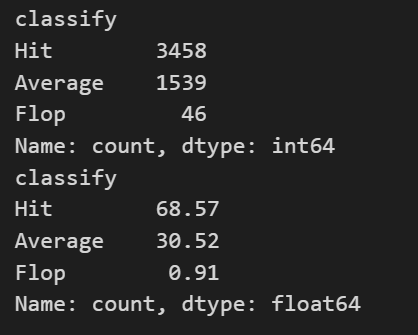 classify
Hit        3458
Average    1539
Flop         46
Name: count, dtype: int64
classify
Hit        68.57
Average    30.52
Flop        0.91
Name: count, dtype: float64